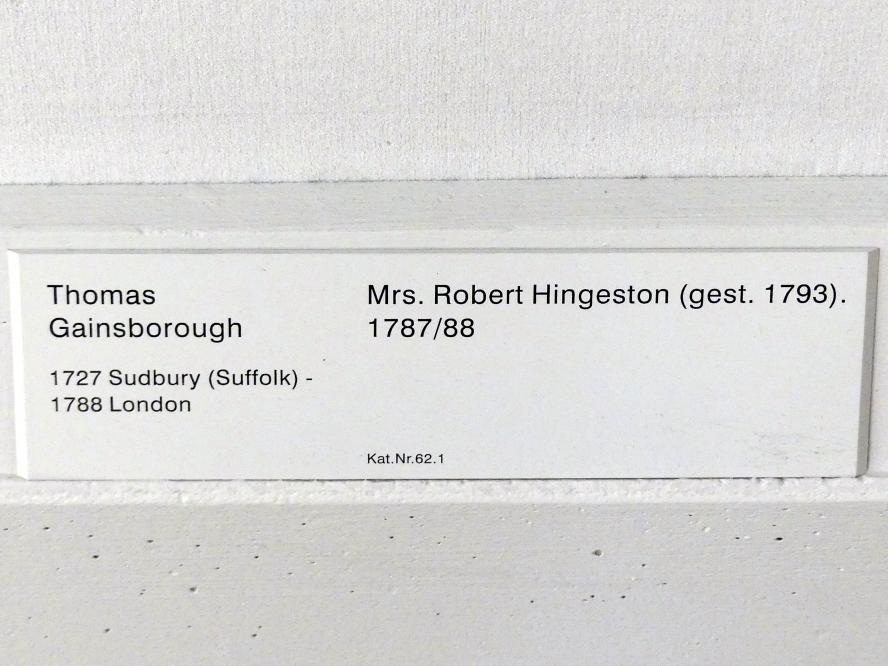 Thomas
Gainsborough
1727 Sudbury (Suffolk) -
1788 London
Mrs. Robert Hingeston (gest. 1793).
1787/88
Kat.Nr.62.1